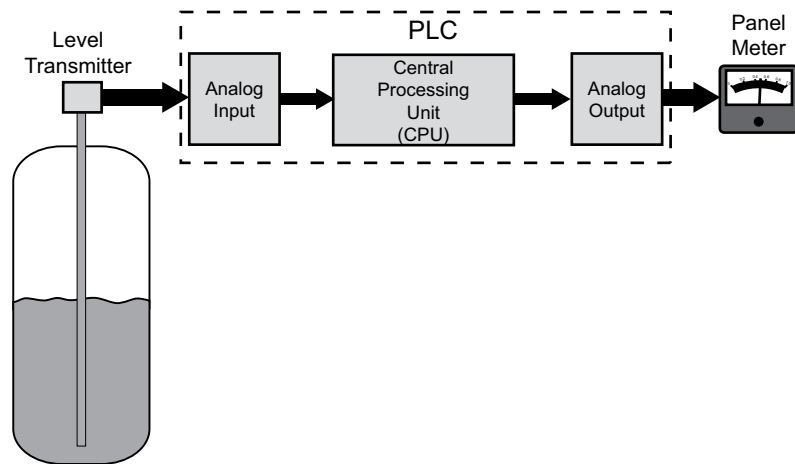 Level
Transmitter
PLC
Analog
Input
Central
Processing
Unit
(CPU)
Analog
Output
Panel
Meter